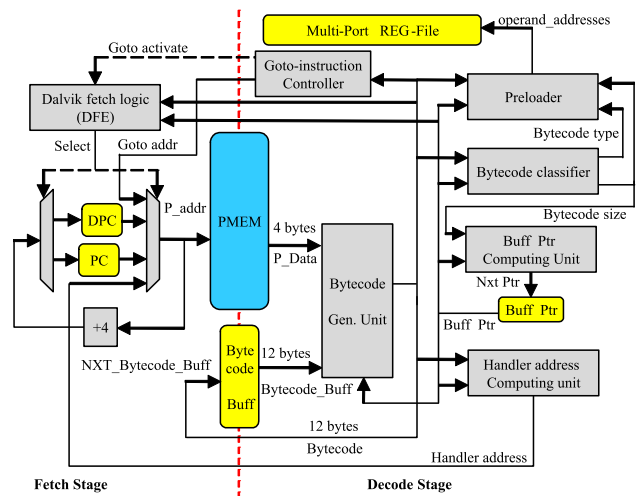 operand_addresses
Multi-Port REG-File
Goto activate
Goto-instruction
Controller
Dalvik fetch logic
(DFE)
Preloader
Bytecode type
Select
Goto addr
Bytecode classifier
P_addr
PMEM
DPC
4 bytes
P_Data
Bytecode size
Buff Ptr
Computing Unit
PC
Bytecode
Gen. Unit
Nxt Ptr
Buff Ptr
+4
Buff Ptr
NXT_Bytecode_Buff
Byte
code
Buff
12 bytes
Bytecode_Buff
Handler address
Computing unit
12 bytes
Bytecode
Handler address
Fetch Stage
Decode Stage